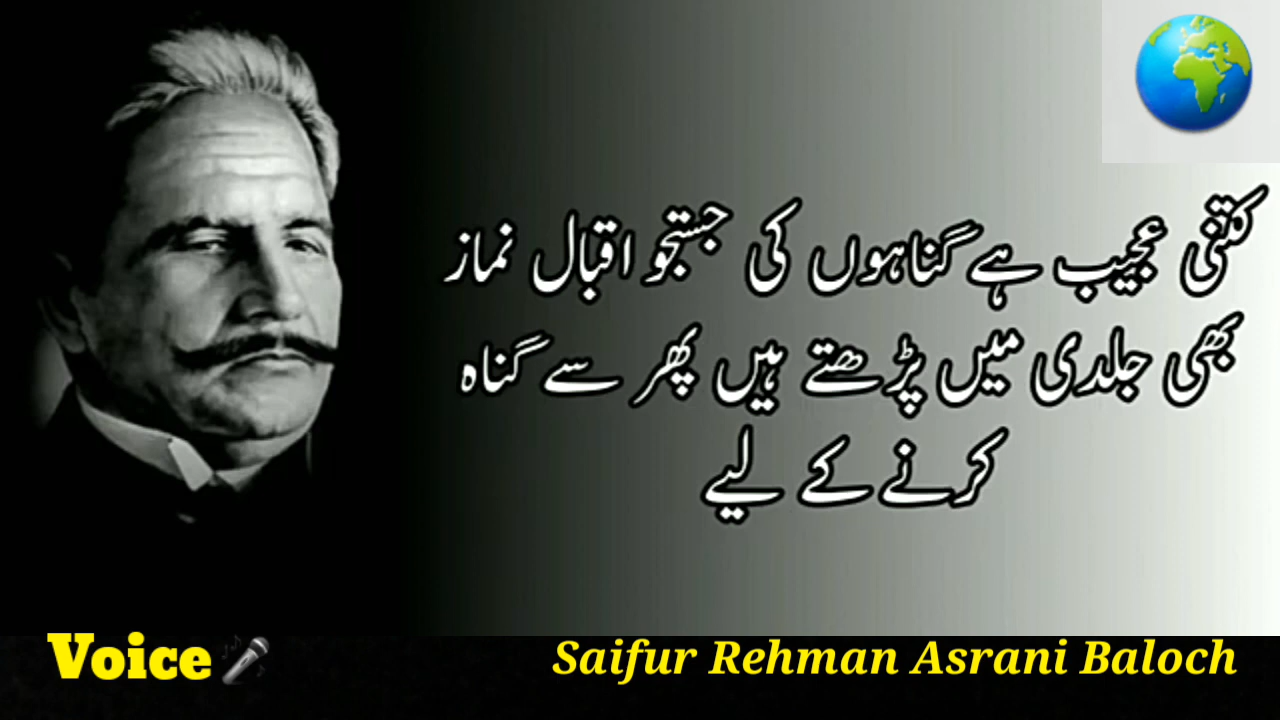 کتنی عجیب ہے گناہوں کی جستجو اقبال نماز
بھی جلدی میں پڑھتے ہیں پھر سے گناہ
کرنے کے لیے
Voice
Saifur Rehman Asrani Baloch